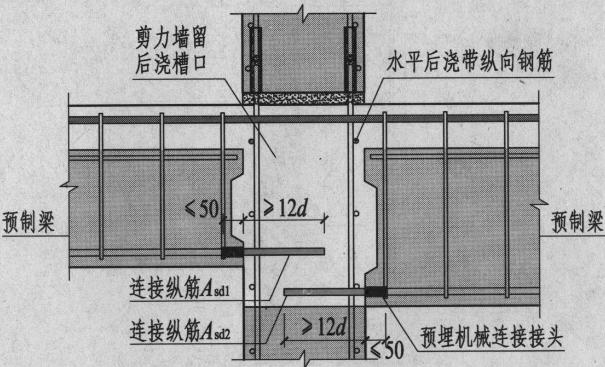 剪力墙留
后浇槽口
水平后浇带纵向钢筋
≤50
≥12d
预制梁
预制梁
连接纵筋Asd1
连接纵筋Asd2
≥12d
≤50
预埋机械连接接头